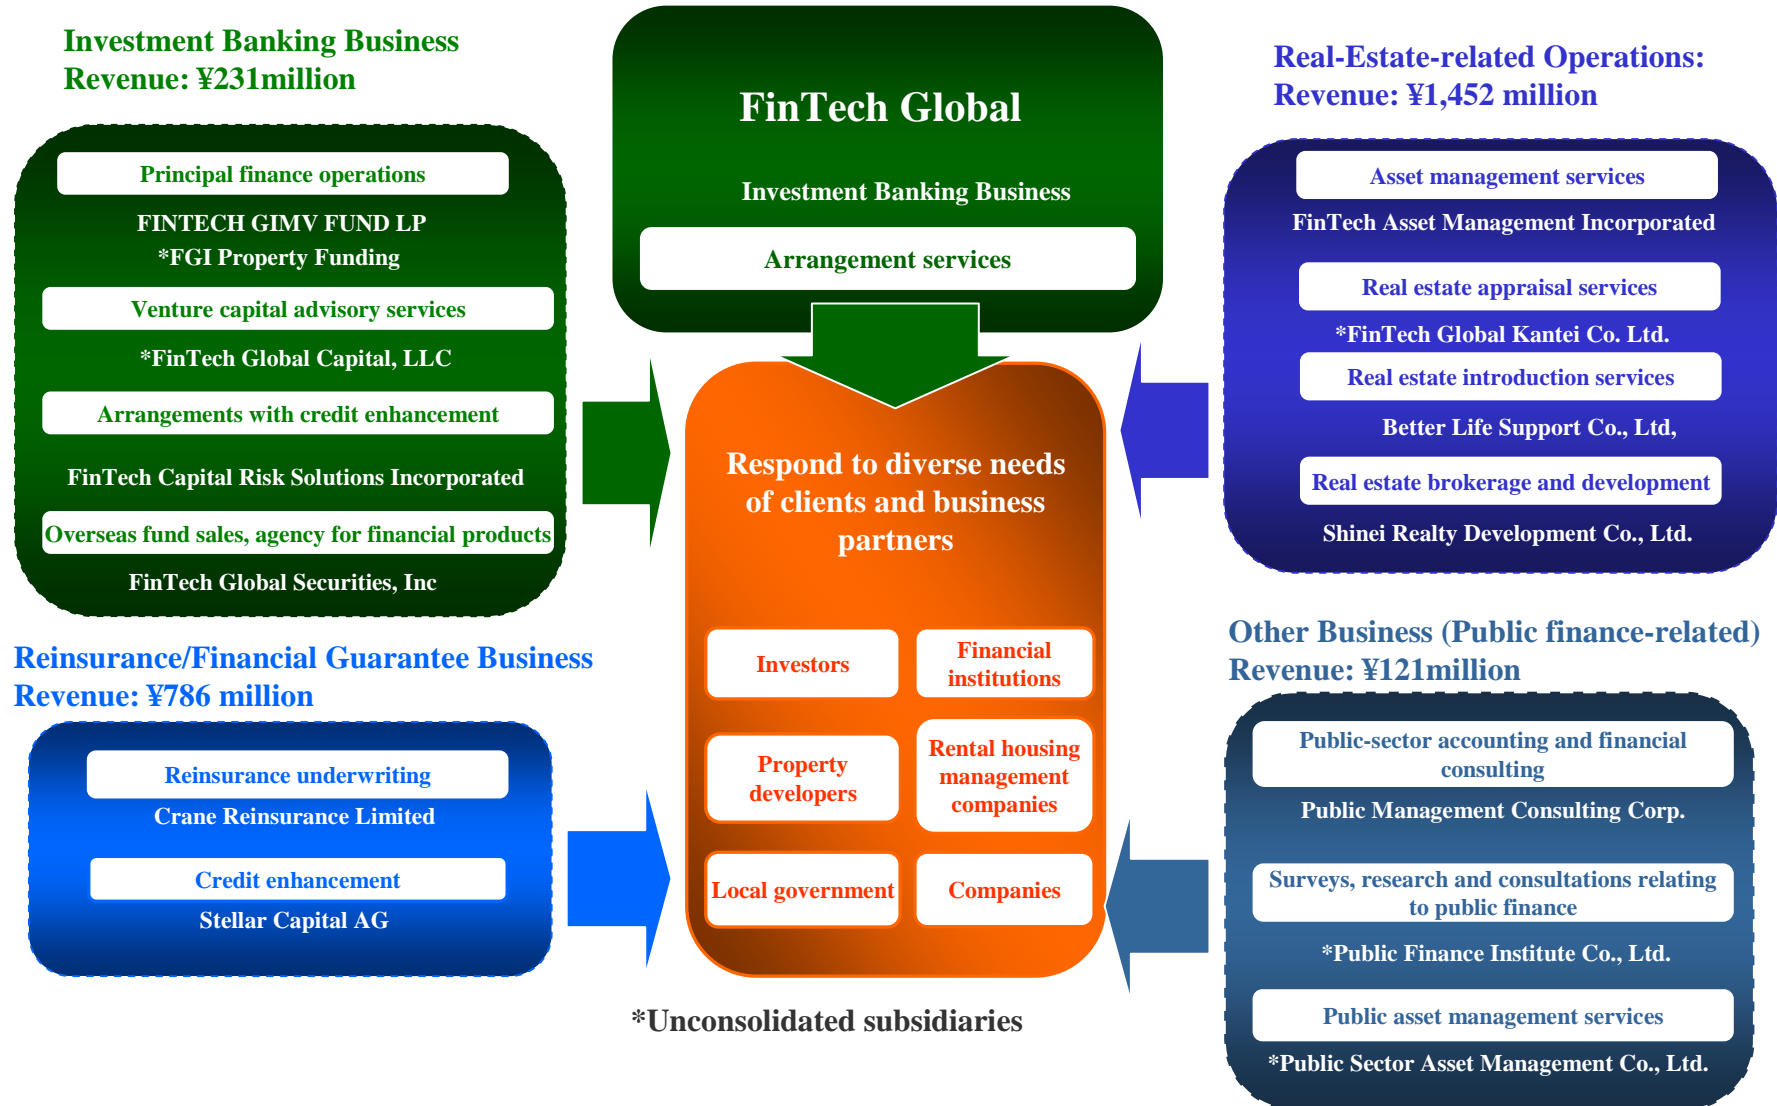 Investment Banking Business
Revenue: ¥231million
Principal finance operations
FINTECH GIMV FUND LP
*FGI Property Funding
Venture capital advisory services
*FinTech Global Capital, LLC
Arrangements with credit enhancement
FinTech Capital Risk Solutions Incorporated
Overseas fund sales, agency for financial products
FinTech Global Securities, Inc
Reinsurance/Financial Guarantee Business
Revenue: ¥786 million
Reinsurance underwriting
Crane Reinsurance Limited
Credit enhancement
Stellar Capital AG
FinTech Global
Investment Banking Business
Arrangement services
Respond to diverse needs
of clients and business
partners
Investors
Financial
institutions
Property
developers
Rental housing
management
companies
Local government
Companies
*Unconsolidated subsidiaries
Real-Estate-related Operations:
Revenue: ¥1,452 million
Asset management services
FinTech Asset Management Incorporated
Real estate appraisal services
*FinTech Global Kantei Co. Ltd.
Real estate introduction services
Better Life Support Co., Ltd,
Real estate brokerage and development
Shinei Realty Development Co., Ltd.
Other Business (Public finance-related)
Revenue: ¥121million
Public-sector accounting and financial
consulting
Public Management Consulting Corp.
Surveys, research and consultations relating
to public finance
*Public Finance Institute Co., Ltd.
Public asset management services
*Public Sector Asset Management Co., Ltd.